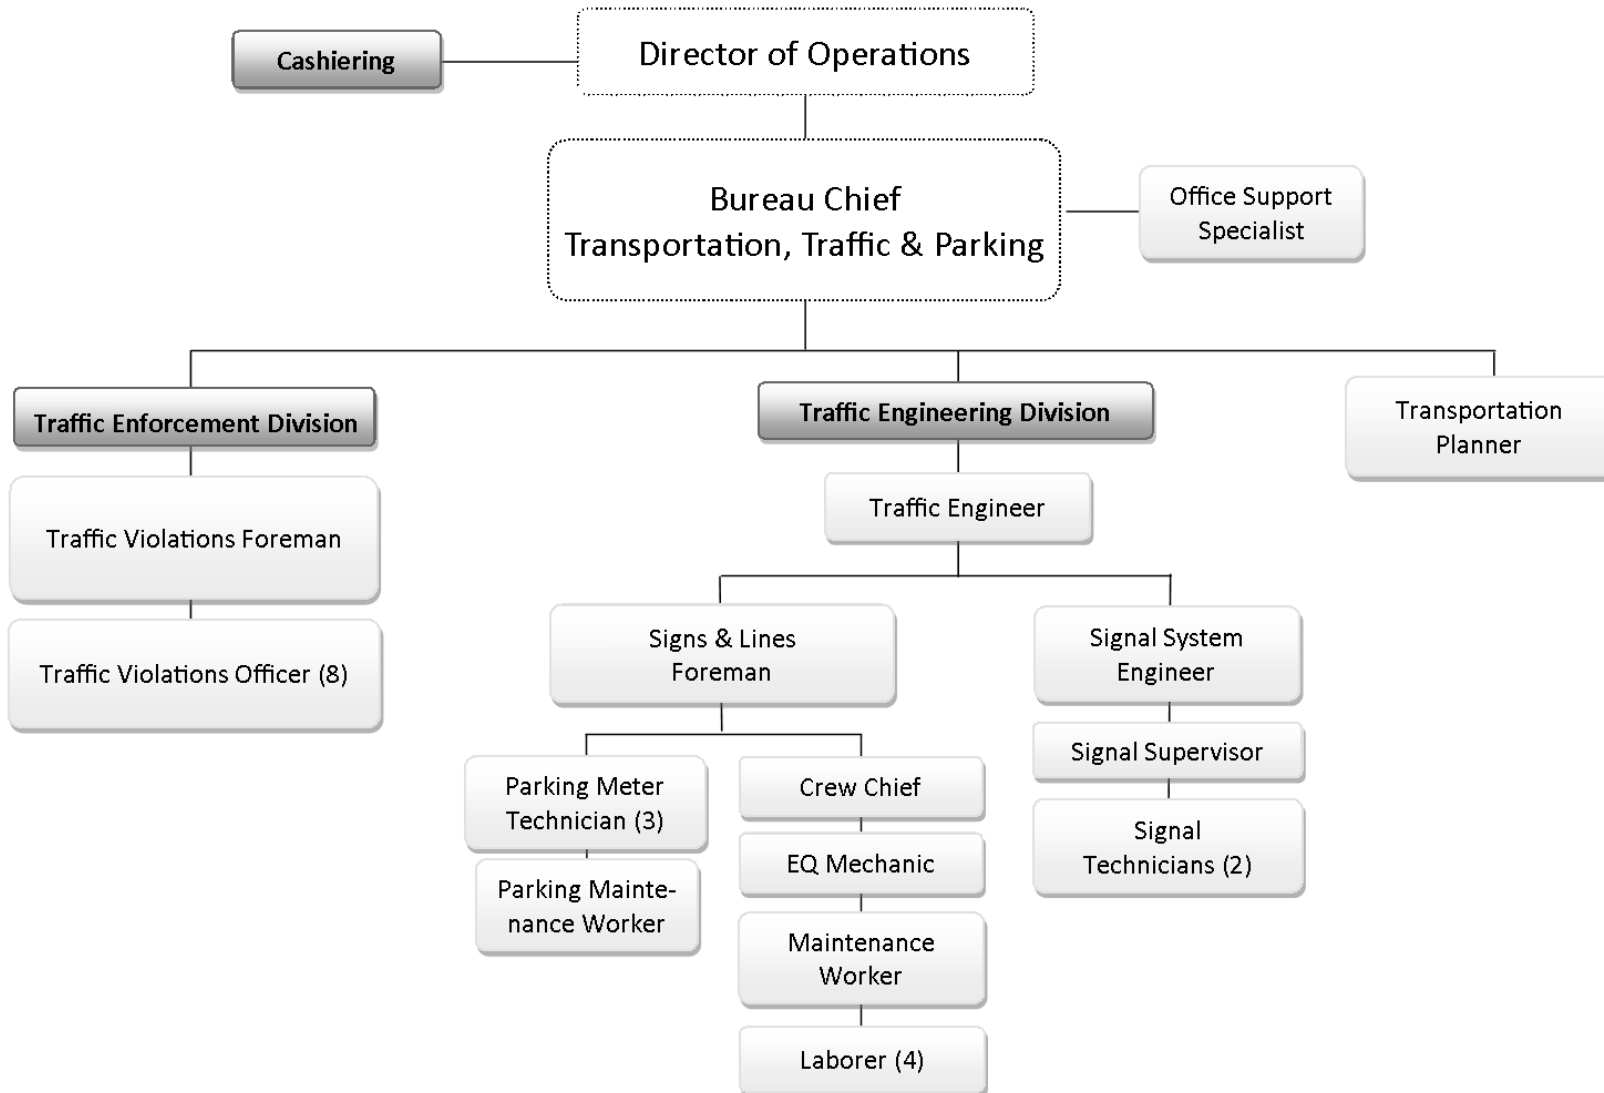 Cashiering
Director of Operations
Bureau Chief
Transportation, Traffic & Parking
Office Support
Specialist
Traffic Enforcement Division
Traffic Engineering Division
Transportation
Planner
Traffic Violations Foreman
Traffic Engineer
Traffic Violations Officer (8)
Signs & Lines
Foreman
Signal System
Engineer
Parking Meter
Technician (3)
Crew Chief
Signal Supervisor
Parking Mainte-
nance Worker
EQ Mechanic
Signal
Technicians (2)
Maintenance
Worker
Laborer (4)